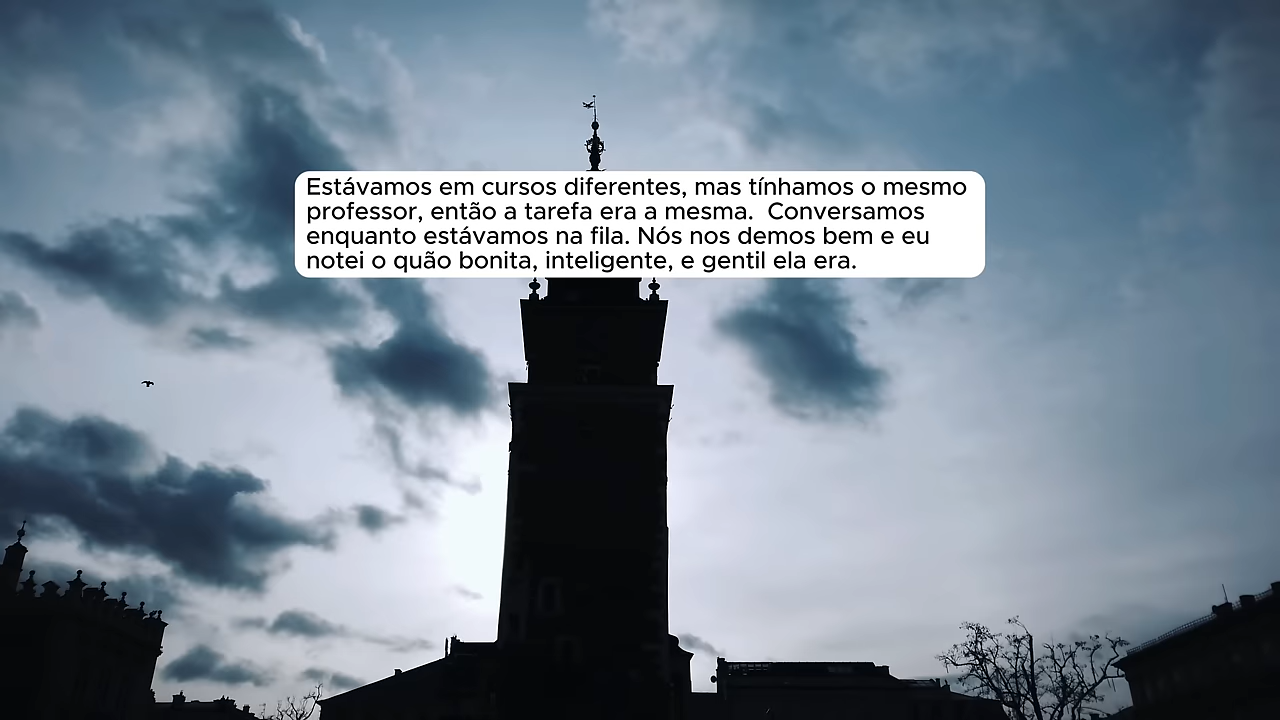 Estávamos em cursos diferentes, mas tínhamos o mesmo
professor, então a tarefa era a mesma.  Conversamos
enquanto estávamos na fila. Nós nos demos bem e eu
notei o quão bonita, inteligente, e gentil ela era.